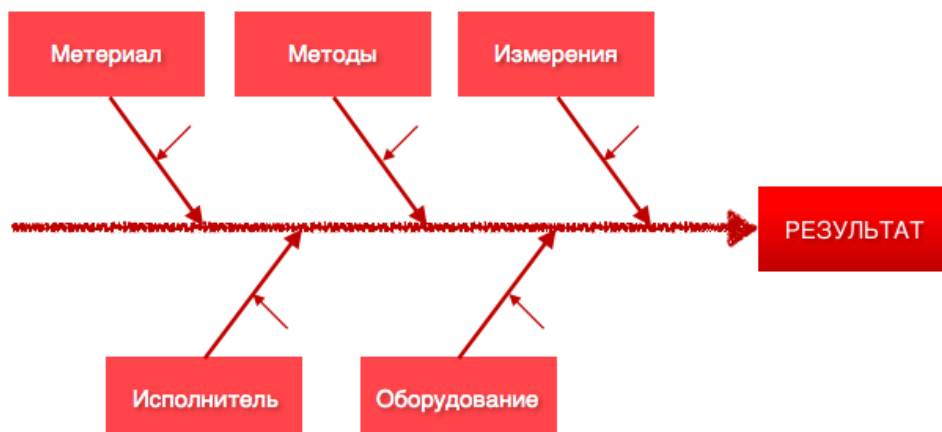 Метериал
Методы
Измерения
РЕЗУЛЬТАТ
Исполнитель
Оборудование